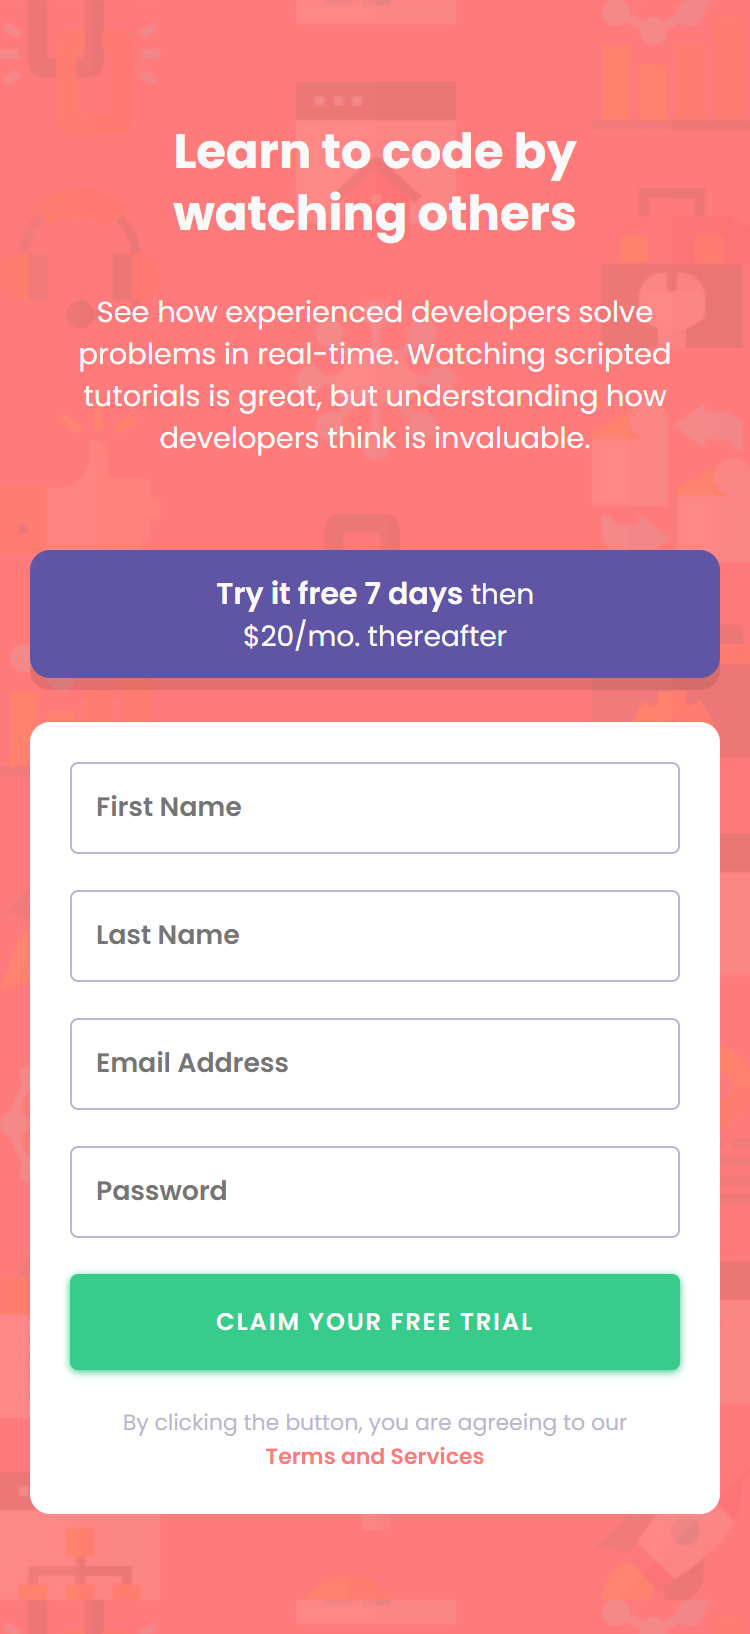 Learn to code by
watching others
See how experienced developers solve
problems in real-time. Watching scripted
tutorials is great, but understanding how
developers think is invaluable.
Try it free 7 days then
$20/mo. thereafter
First Name
Last Name
Email Address
Password
CLAIM YOUR FREE TRIAL
By clicking the button, you are agreeing to our
Terms and Services